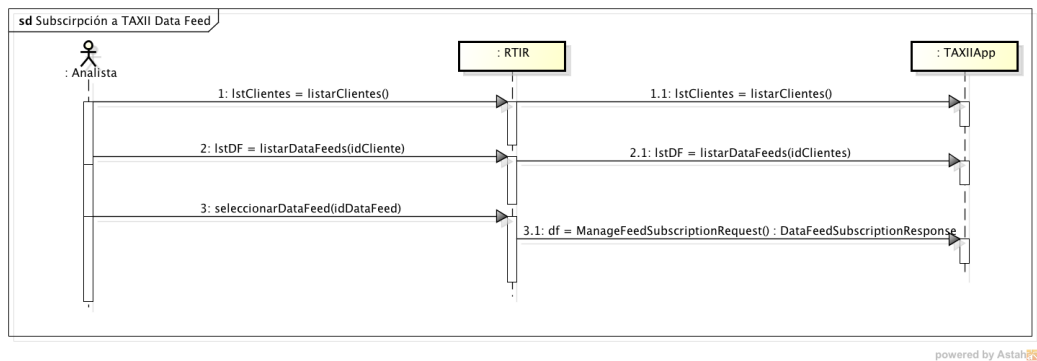 sd Subscirpción a TAXII Data Feed
: Analista
: RTIR
: TAXIIApp
1: lstClientes = listarClientes()
1.1: lstClientes = listarClientes()
2: lstDF = listarDataFeeds(idCliente)
2.1: lstDF = listarDataFeeds(idClientes)
3: seleccionarDataFeed(idDataFeed)
3.1: df = ManageFeedSubscriptionRequest() : DataFeedSubscriptionResponse
powered by Astah